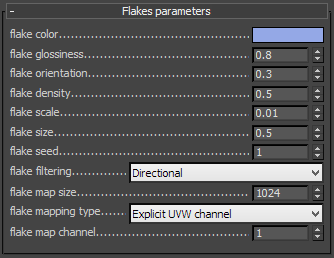 - Flakes parameters
flake color
flake glossiness 0.8
flake orientation 0.3
flake density 0.5
flake scale 0.01
flake size 0.5
flake seed 1
flake filtering Directional
flake map size 1024
flake mapping type Explicit UVW channel
flake map channel 1